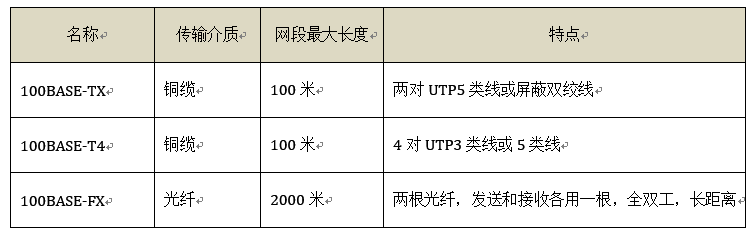 名称 传输介质 网段最大长度 特点
100BASE-TX 铜缆 100 米 两对 UTP5 类线或屏蔽双绞线
100BASE-T4 铜缆 100 米 4 对 UTP3 类线或 5 类线
100BASE-FX 光纤 2000 米 两根光纤，发送和接收各用一根，全双工，长距离